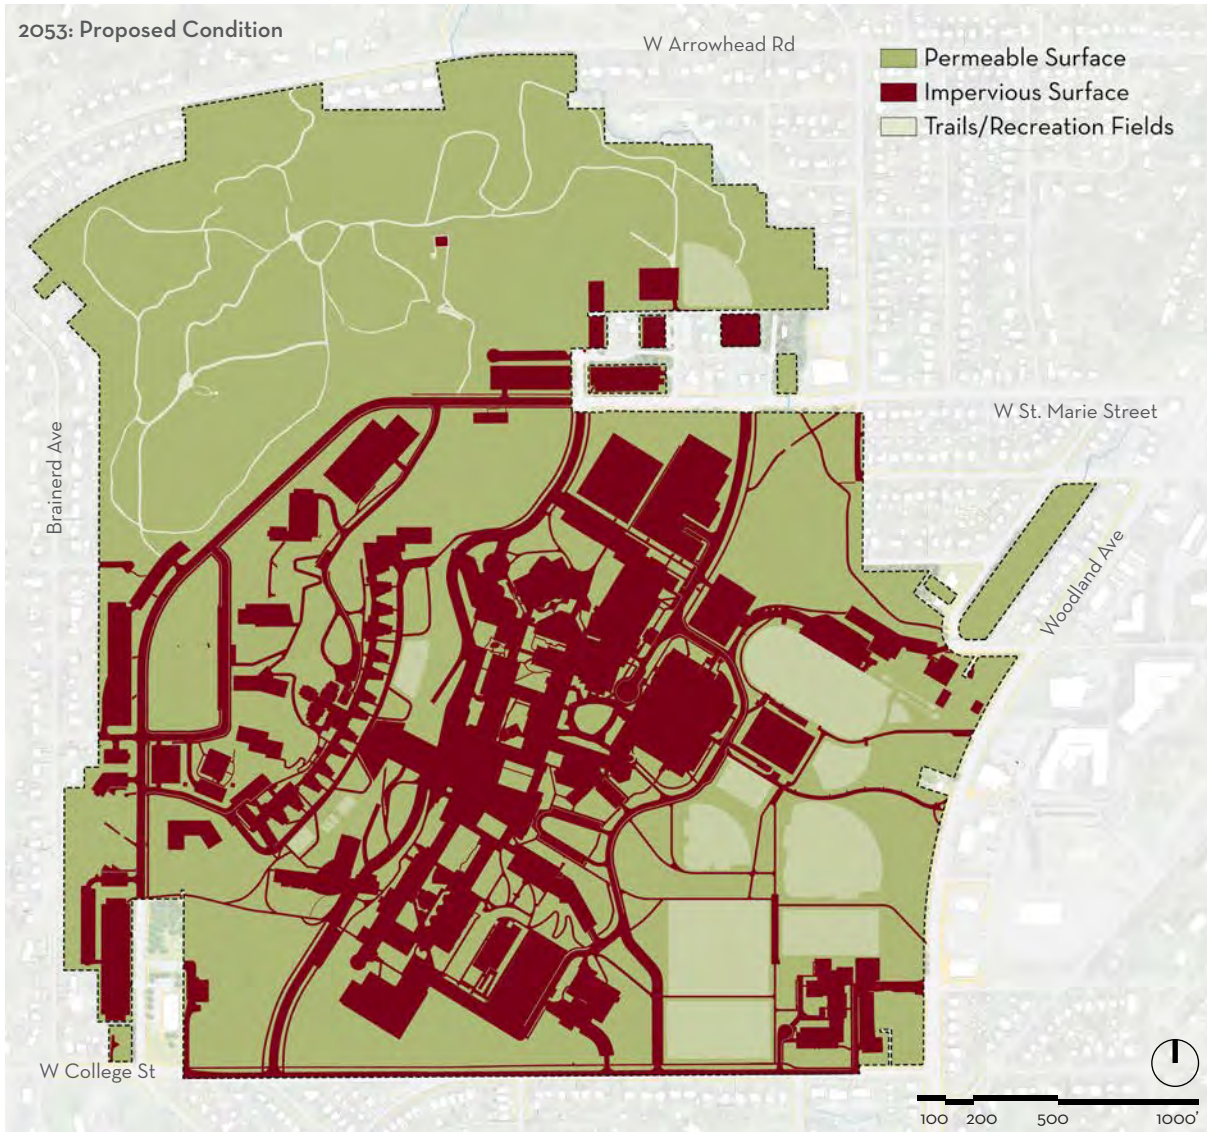 2053: Proposed Condition
W Arrowhead Rd
Permeable Surface
Impervious Surface
Trails/Recreation Fields
W St. Marie Street
Brainerd Ave
Woodland Ave
W College St
100 200 500 1000'